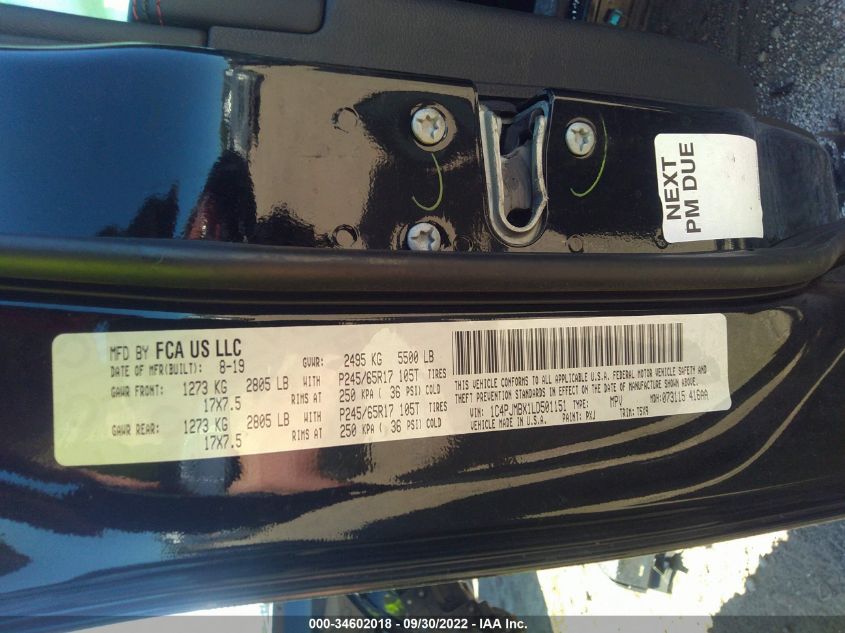 NEXT
PM DUE
MFD BY FCA US LLC
DATE OF MFR(BUILT): 8-19 GVWR: 2495 KG 5500 LB
GAWR FRONT: 1273 KG 2805 LB WITH P245/65R17 105T TIRES
17X7.5 RIMS AT 250 KPA ( 36 PSI) COLD
GAWR REAR: 1273 KG 2805 LB WITH P245/65R17 105T TIRES
17X7.5 RIMS AT 250 KPA ( 36 PSI) COLD
THIS VEHICLE CONFORMS TO ALL APPLICABLE U.S.A. FEDERAL MOTOR VEHICLE SAFETY
AND THEFT PREVENTION STANDARDS IN EFFECT ON THE DATE OF MANUFACTURE SHOWN ABOVE.
VIN: 1C4PJMBX1LD501151 TYPE: MPV MDH: 073115 416AA
VEHICLE MADE IN U.S.A. PAINT: PXJ TRIM: T5X9
000-34602018 - 09/30/2022 - IAA Inc.